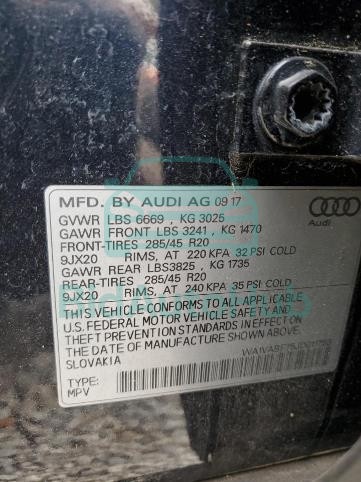 MFD. BY AUDI AG 09 17
GVWR LBS 6669 , KG 3025
GAWR FRONT LBS 3241 , KG 1470
FRONT-TIRES 285/45 R20
9JX20 RIMS, AT 220 KPA 32 PSI COLD
GAWR REAR LBS3825 , KG 1735
REAR-TIRES 285/45 R20
9JX20 RIMS, AT 240 KPA 35 PSI COLD
THIS VEHICLE CONFORMS TO ALL APPLICABLE
U.S. FEDERAL MOTOR VEHICLE SAFETY AND
THEFT PREVENTION STANDARDS IN EFFECT ON
THE DATE OF MANUFACTURE SHOWN ABOVE.
SLOVAKIA
TYPE:
MPV
Audi